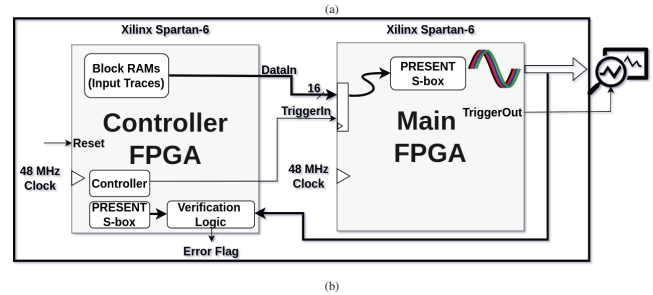 (a)
Xilinx Spartan-6
Xilinx Spartan-6
Block RAMs
(Input Traces)
DataIn
16
TriggerIn
PRESENT
S-box
TriggerOut
Controller
FPGA
Main
FPGA
Reset
48 MHz
Clock
48 MHz
Clock
Controller
PRESENT
S-box
Verification
Logic
Error Flag
(b)